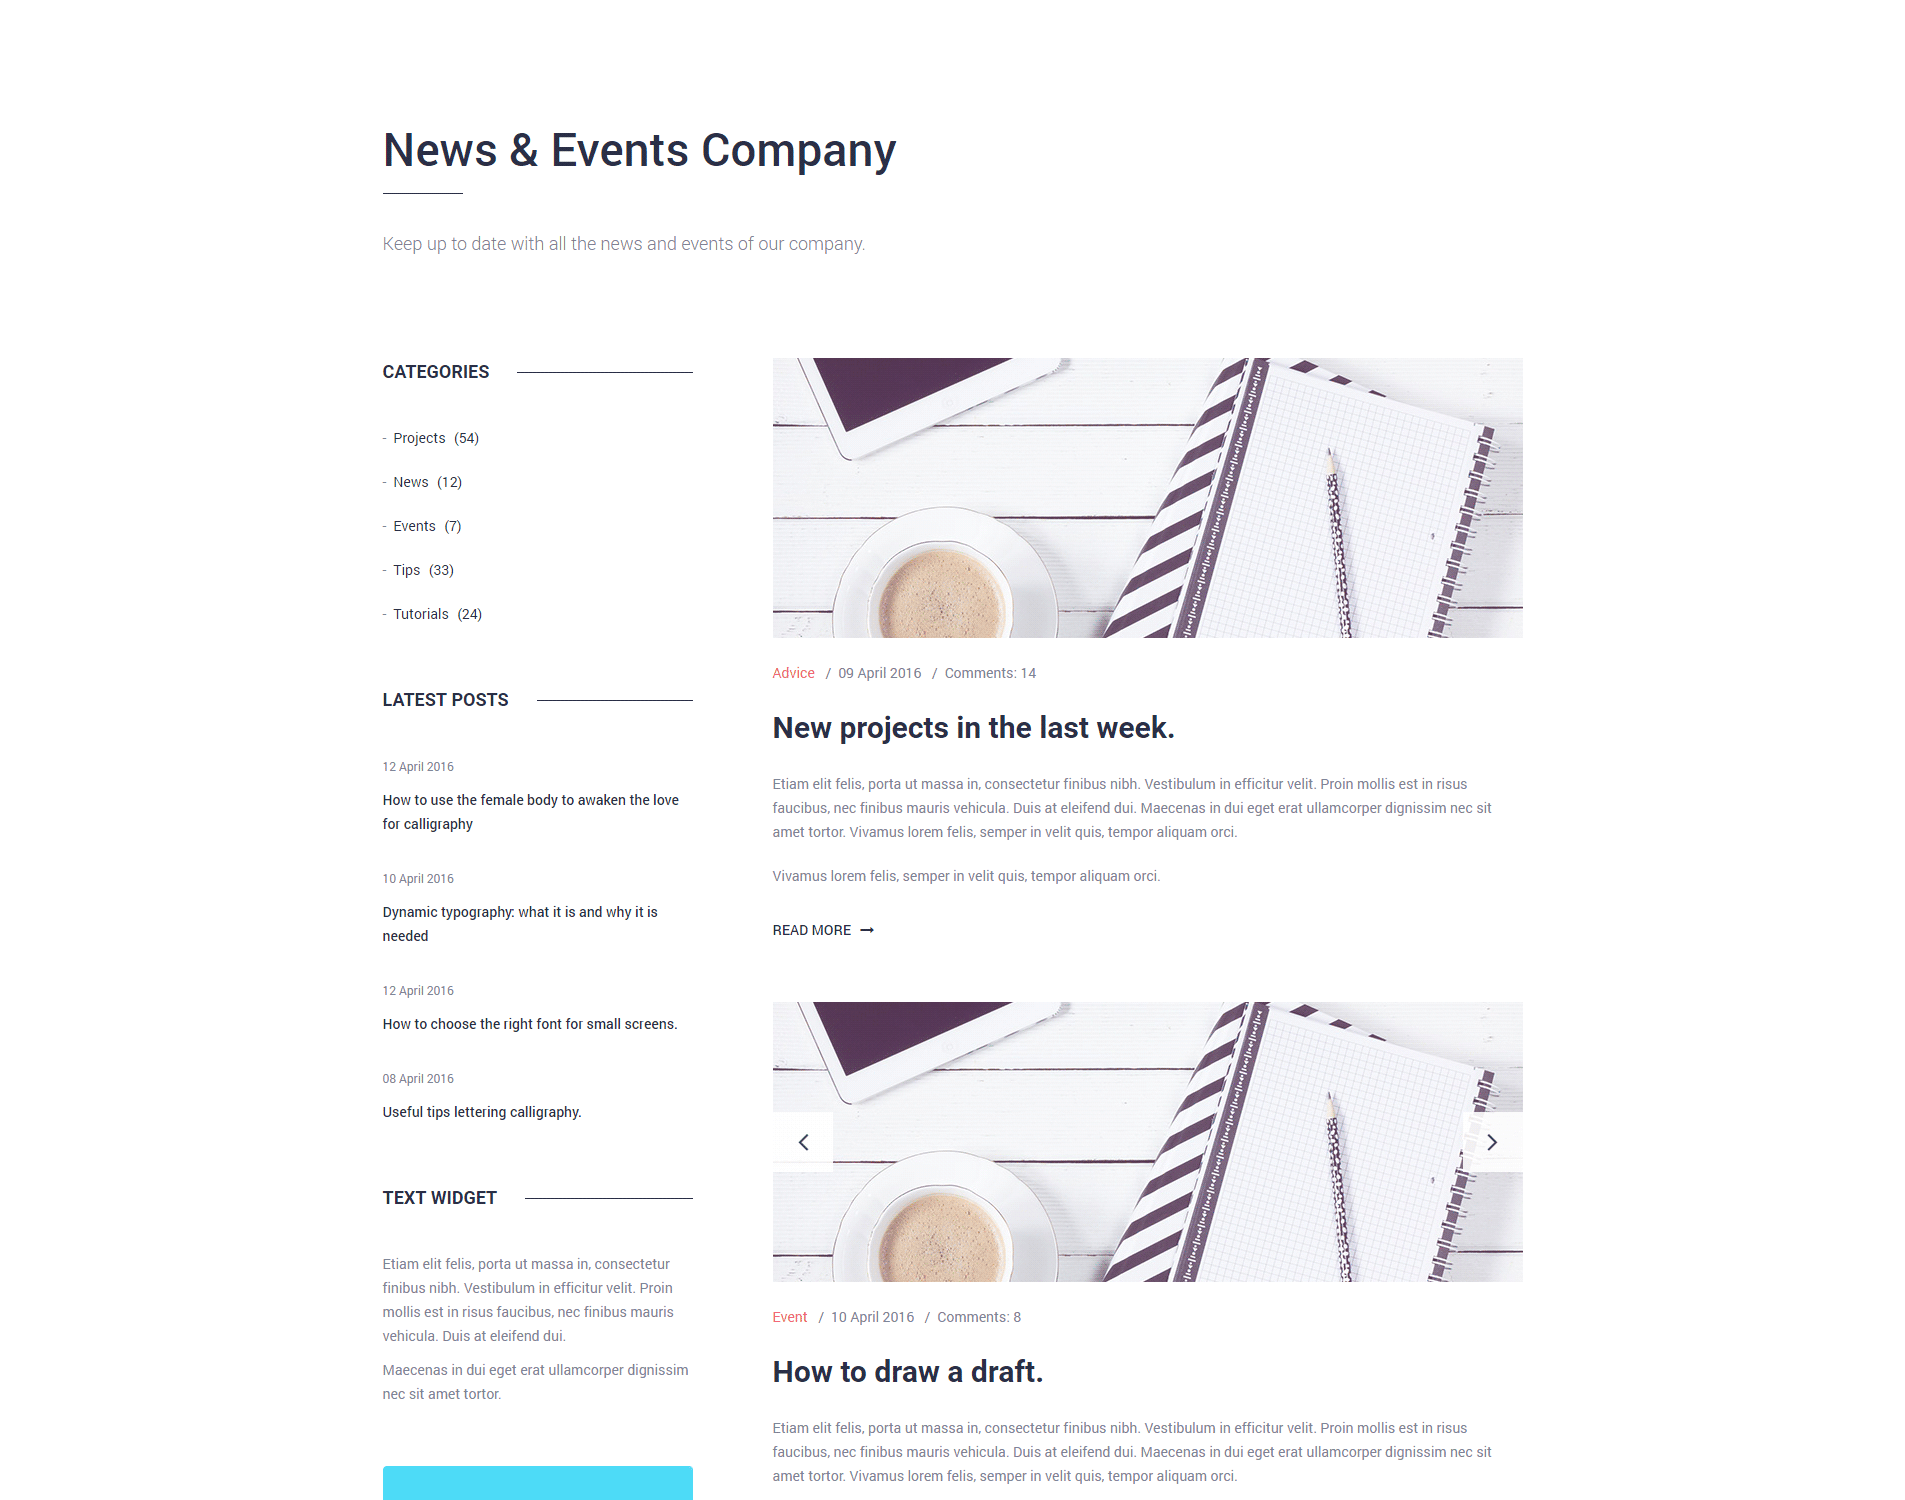 News & Events Company
Keep up to date with all the news and events of our company.
CATEGORIES
- Projects (54)
- News (12)
- Events (7)
- Tips (33)
- Tutorials (24)
LATEST POSTS
12 April 2016
How to use the female body to awaken the love
for calligraphy
10 April 2016
Dynamic typography: what it is and why it is
needed
12 April 2016
How to choose the right font for small screens.
08 April 2016
Useful tips lettering calligraphy.
TEXT WIDGET
Etiam elit felis, porta ut massa in, consectetur
finibus nibh. Vestibulum in efficitur velit. Proin
mollis est in risus faucibus, nec finibus mauris
vehicula. Duis at eleifend dui.
Maecenas in dui eget erat ullamcorper dignissim
nec sit amet tortor.
Advice / 09 April 2016 / Comments: 14
New projects in the last week.
Etiam elit felis, porta ut massa in, consectetur finibus nibh. Vestibulum in efficitur velit. Proin mollis est in risus
faucibus, nec finibus mauris vehicula. Duis at eleifend dui. Maecenas in dui eget erat ullamcorper dignissim nec sit
amet tortor. Vivamus lorem felis, semper in velit quis, tempor aliquam orci.
Vivamus lorem felis, semper in velit quis, tempor aliquam orci.
READ MORE →
Event / 10 April 2016 / Comments: 8
How to draw a draft.
Etiam elit felis, porta ut massa in, consectetur finibus nibh. Vestibulum in efficitur velit. Proin mollis est in risus
faucibus, nec finibus mauris vehicula. Duis at eleifend dui. Maecenas in dui eget erat ullamcorper dignissim nec sit
amet tortor. Vivamus lorem felis, semper in velit quis, tempor aliquam orci.